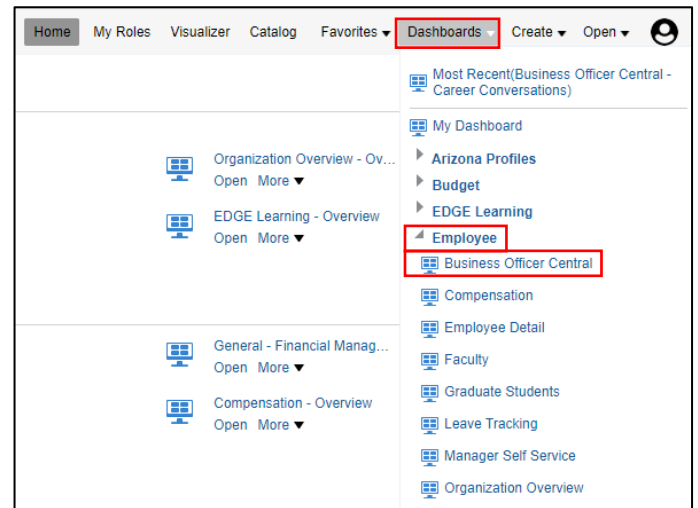 Home My Roles Visualizer Catalog Favorites Dashboards Create Open
Most Recent(Business Officer Central -
Career Conversations)
My Dashboard
Arizona Profiles
Budget
EDGE Learning
Employee
Business Officer Central
Compensation
Employee Detail
Faculty
Graduate Students
Leave Tracking
Manager Self Service
Organization Overview
Organization Overview - Ov...
Open More
EDGE Learning - Overview
Open More
General - Financial Manag...
Open More
Compensation - Overview
Open More